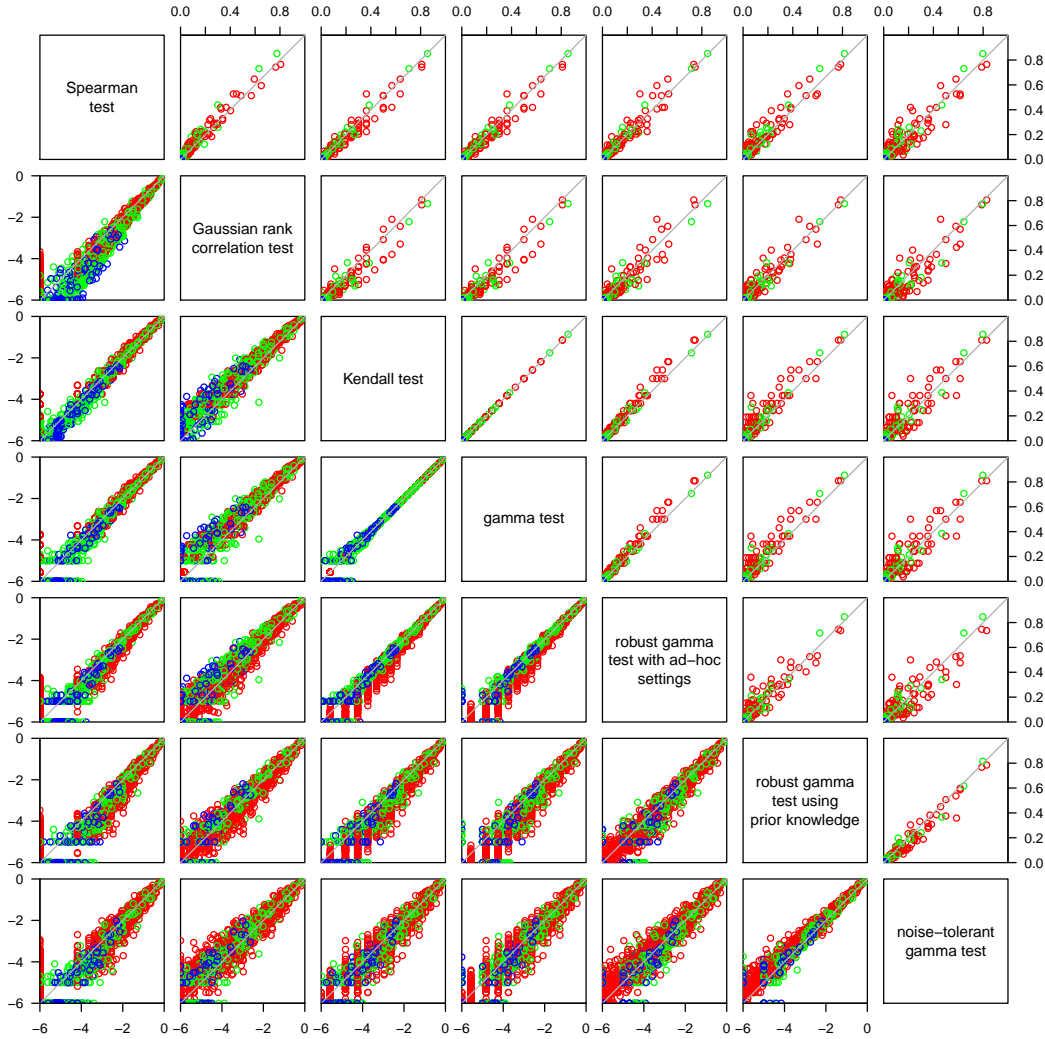 0.0 0.4 0.8 0.0 0.4 0.8 0.0 0.4 0.8
Spearman
test
0.0 0.2 0.4 0.6 0.8
0 −2 −4 −6
Gaussian rank
correlation test
0.0 0.2 0.4 0.6 0.8
0 −2 −4 −6
Kendall test
0.0 0.2 0.4 0.6 0.8
0 −2 −4 −6
gamma test
0.0 0.2 0.4 0.6 0.8
0 −2 −4 −6
robust gamma
test with ad−hoc
settings
0.0 0.2 0.4 0.6 0.8
0 −2 −4 −6
robust gamma
test using
prior knowledge
0.0 0.2 0.4 0.6 0.8
0 −2 −4 −6
noise−tolerant
gamma test
−6 −4 −2 0 −6 −4 −2 0 −6 −4 −2 0 −6 −4 −2 0
0.0 0.4 0.8 0.0 0.4 0.8 0.0 0.4 0.8
−6 −4 −2 0 −6 −4 −2 0